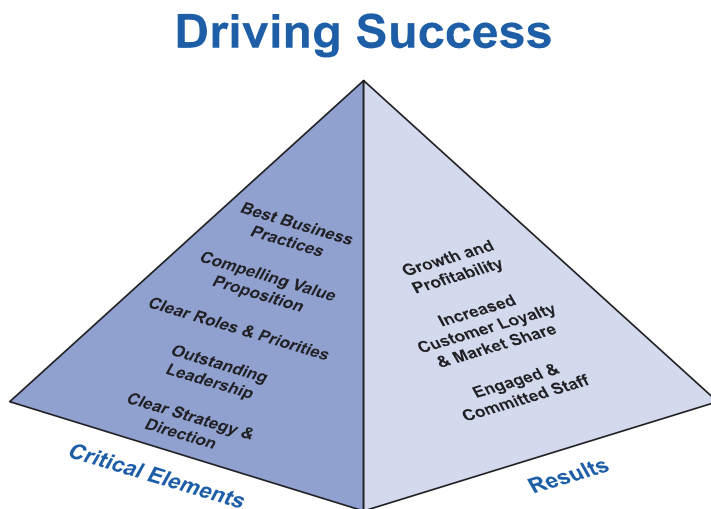 Driving Success
Best Business
Practices
Compelling Value
Proposition
Clear Roles & Priorities
Outstanding
Leadership
Clear Strategy &
Direction
Critical Elements
Growth and
Profitability
Increased
Customer Loyalty
& Market Share
Engaged &
Committed Staff
Results